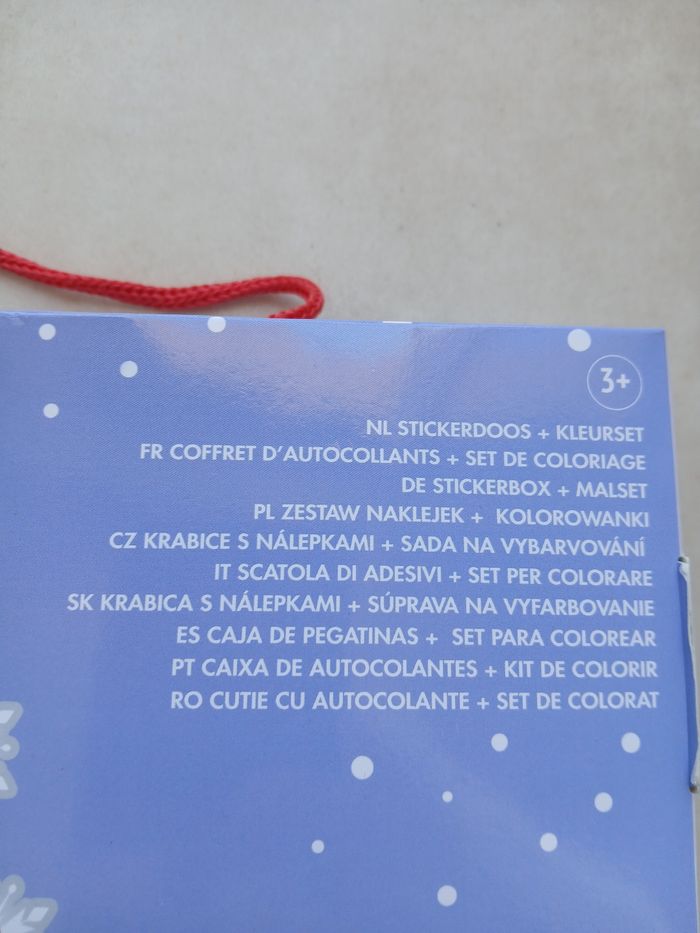 3+
NL STICKERDOOS + KLEURSET
FR COFFRET D'AUTOCOLLANTS + SET DE COLORIAGE
DE STICKERBOX + MALSET
PL ZESTAW NAKLEJEK + KOLOROWANKI
CZ KRABICE S NÁLEPKAMI + SADA NA VYBARVOVÁNÍ
IT SCATOLA DI ADESIVI + SET PER COLORARE
SK KRABICA S NÁLEPKAMI + SÚPRAVA NA VYFARBOVANIE
ES CAJA DE PEGATINAS + SET PARA COLOREAR
PT CAIXA DE AUTOCOLANTES + KIT DE COLORIR
RO CUTIE CU AUTOCOLANTE + SET DE COLORAT